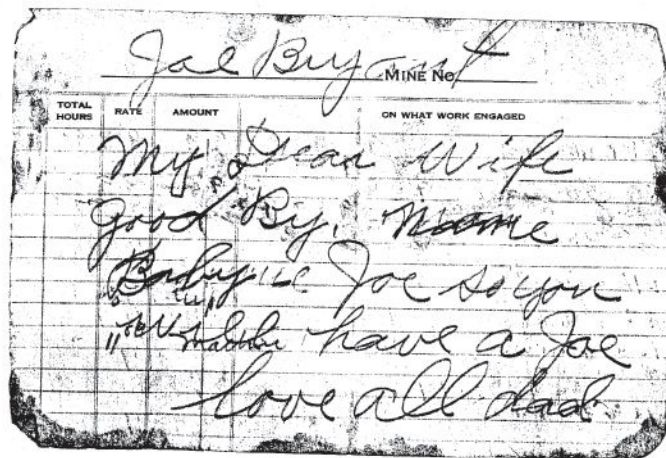 Joe Bryant
MINE No.
TOTAL HOURS RATE AMOUNT ON WHAT WORK ENGAGED
My Dear Wife
good By. Name
Baby Joe so you
have a Joe
love all dad